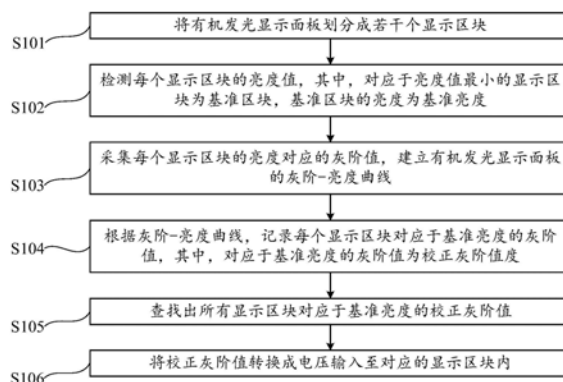 S101
将有机发光显示面板划分成若干个显示区块
S102
检测每个显示区块的亮度值，其中，对应于亮度值最小的显示区
块为基准区块，基准区块的亮度为基准亮度
S103
采集每个显示区块的亮度对应的灰阶值，建立有机发光显示面板
的灰阶-亮度曲线
S104
根据灰阶-亮度曲线，记录每个显示区块对应于基准亮度的灰阶
值，其中，对应于基准亮度的灰阶值为校正灰阶值度
S105
查找出所有显示区块对应于基准亮度的校正灰阶值
S106
将校正灰阶值转换成电压输入至对应的显示区块内